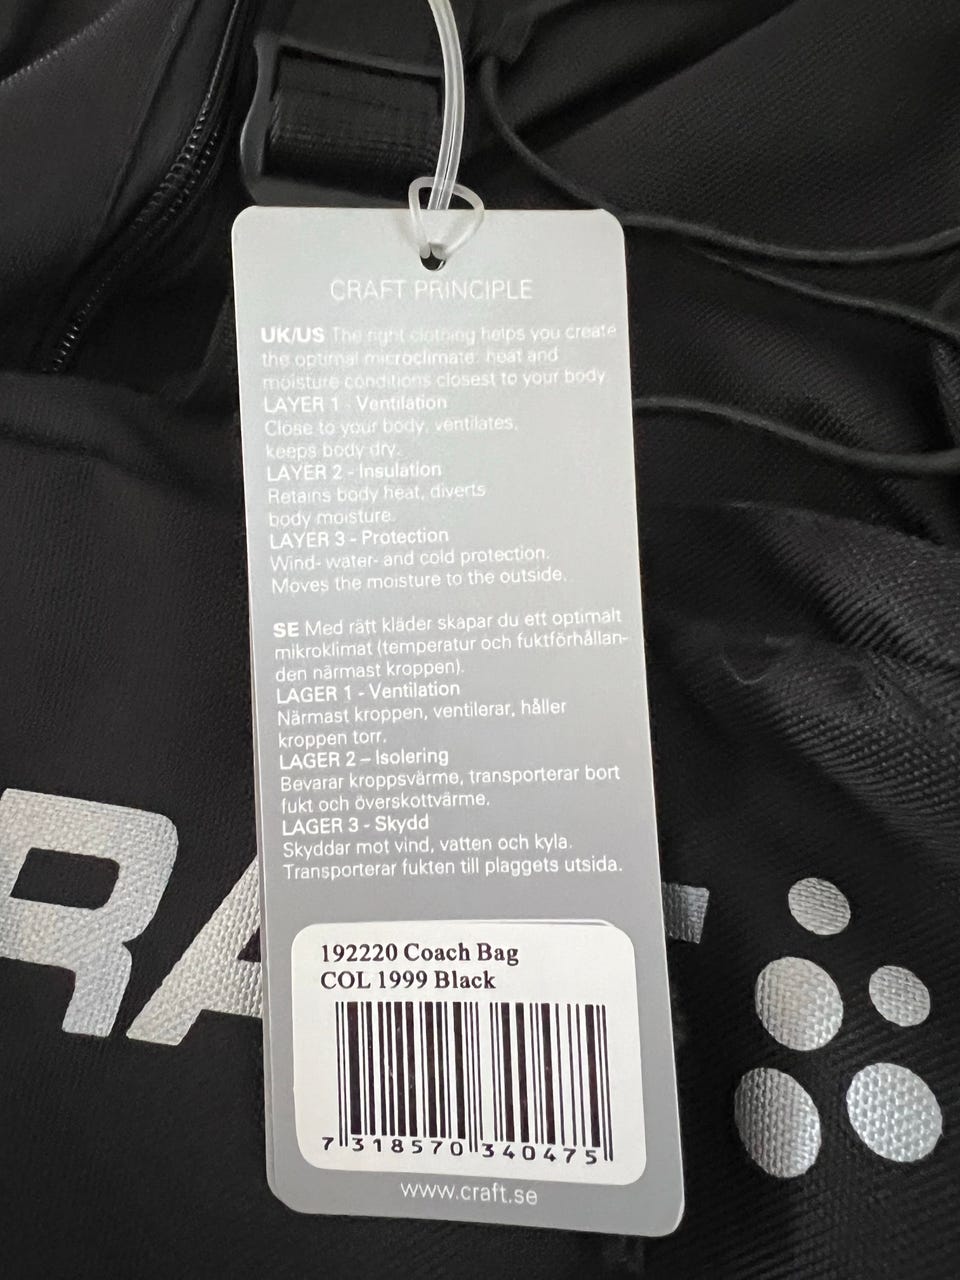 CRAFT PRINCIPLE
UK/US The right clothing helps you create
the optimal microclimate: heat and
moisture conditions closest to your body
LAYER 1 - Ventilation
Close to your body, ventilates,
keeps body dry.
LAYER 2 - Insulation
Retains body heat, diverts
body moisture.
LAYER 3 - Protection
Wind- water- and cold protection.
Moves the moisture to the outside.
SE Med rätt kläder skapar du ett optimalt
mikroklimat (temperatur och fuktförhållan-
den närmast kroppen).
LAGER 1 - Ventilation
Närmast kroppen, ventilerar, håller
kroppen torr.
LAGER 2 – Isolering
Bevarar kroppsvärme, transporterar bort
fukt och överskottvärme.
LAGER 3 - Skydd
Skyddar mot vind, vatten och kyla.
Transporterar fukten till plaggets utsida.
RA
192220 Coach Bag
COL 1999 Black
7 318570 340475
www.craft.se